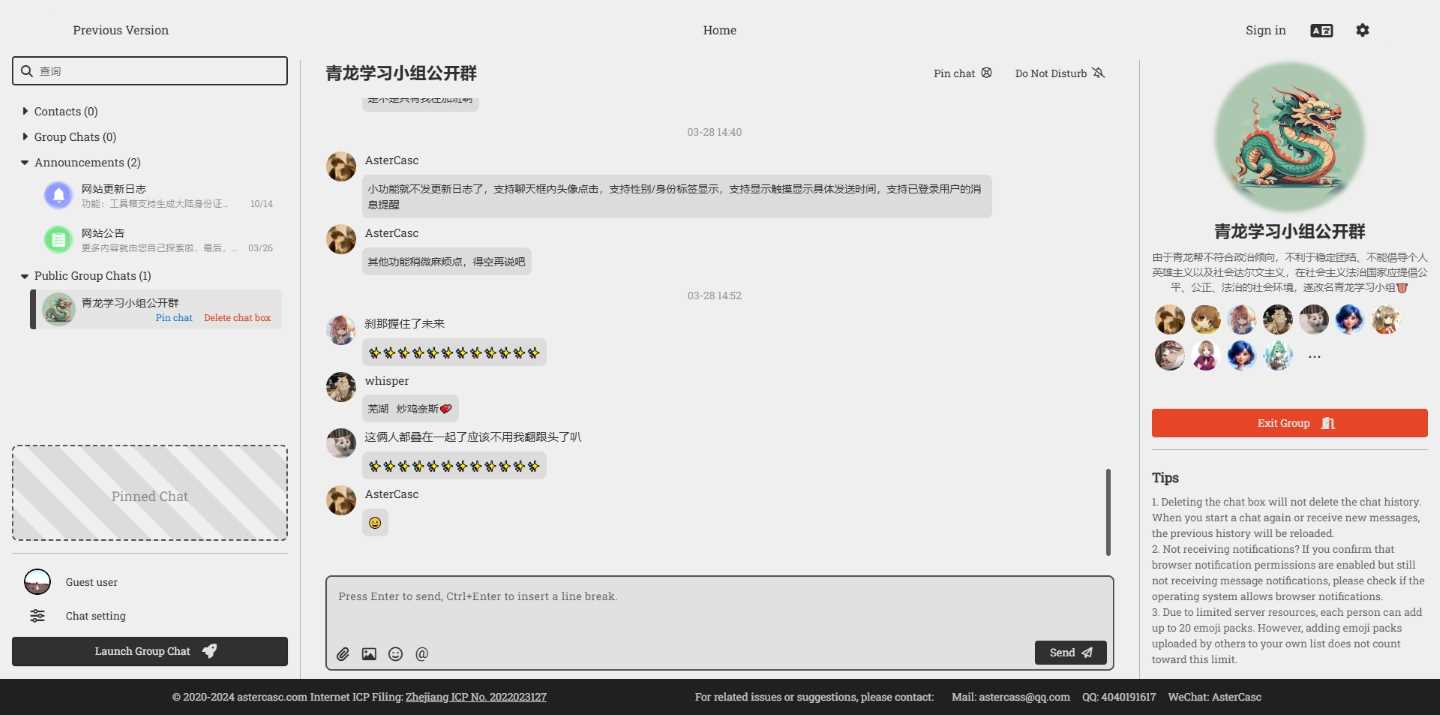 Previous Version
Home
Sign in
查询
Contacts (0)
Group Chats (0)
Announcements (2)
网站更新日志
功能：工具箱支持生成大陆身份证...
10/14
网站公告
更多内容就由您自己探索啦，最后，...
03/26
Public Group Chats (1)
青龙学习小组公开群
Pin chat
Delete chat box
Pinned Chat
Guest user
Chat setting
Launch Group Chat
青龙学习小组公开群
Pin chat
Do Not Disturb
是不是只有我在加班啊
03-28 14:40
AsterCasc
小功能就不发更新日志了，支持聊天框内头像点击，支持性别/身份标签显示，支持显示触摸显示具体发送时间，支持已登录用户的消
息提醒
AsterCasc
其他功能稍微麻烦点，得空再说吧
03-28 14:52
刹那握住了未来
whisper
芜湖 炒鸡奈斯
这俩人都叠在一起了应该不用我翻跟头了叭
AsterCasc
Press Enter to send, Ctrl+Enter to insert a line break.
@
Send
青龙学习小组公开群
由于青龙帮不符合政治倾向，不利于稳定团结、不能倡导个人
英雄主义以及社会达尔文主义，在社会主义法治国家应提倡公
平、公正、法治的社会环境，遂改名青龙学习小组
...
Exit Group
Tips
1. Deleting the chat box will not delete the chat history.
When you start a chat again or receive new messages,
the previous history will be reloaded.
2. Not receiving notifications? If you confirm that
browser notification permissions are enabled but still
not receiving message notifications, please check if the
operating system allows browser notifications.
3. Due to limited server resources, each person can add
up to 20 emoji packs. However, adding emoji packs
uploaded by others to your own list does not count
toward this limit.
© 2020-2024 astercasc.com Internet ICP Filing: Zhejiang ICP No. 2022023127
For related issues or suggestions, please contact:
Mail: astercass@qq.com
QQ: 4040191617
WeChat: AsterCasc